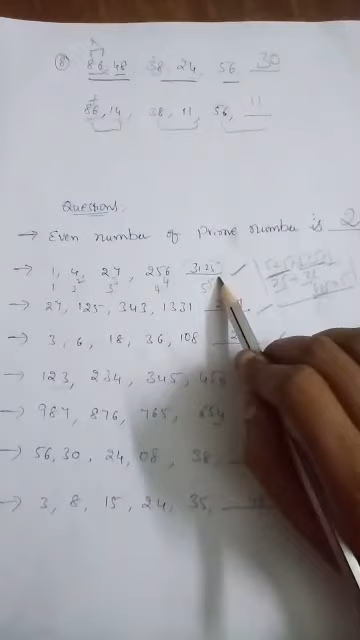 8 86, 48 38, 24, 56, 30
+
86, 14, 38, 11, 56, 11
Questions.
→ Even number of Prime number is 2
→ 1, 4, 27, 256 3125 ✓
1 2² 3³ 4⁴ 5⁵
27, 125, 343, 1331
→ 3, 6, 18, 36, 108
→ 123, 234, 345, 456
→ 987, 876, 765, 654
→ 56, 30, 24, 08, 38,
→ 3, 8, 15, 24, 35,